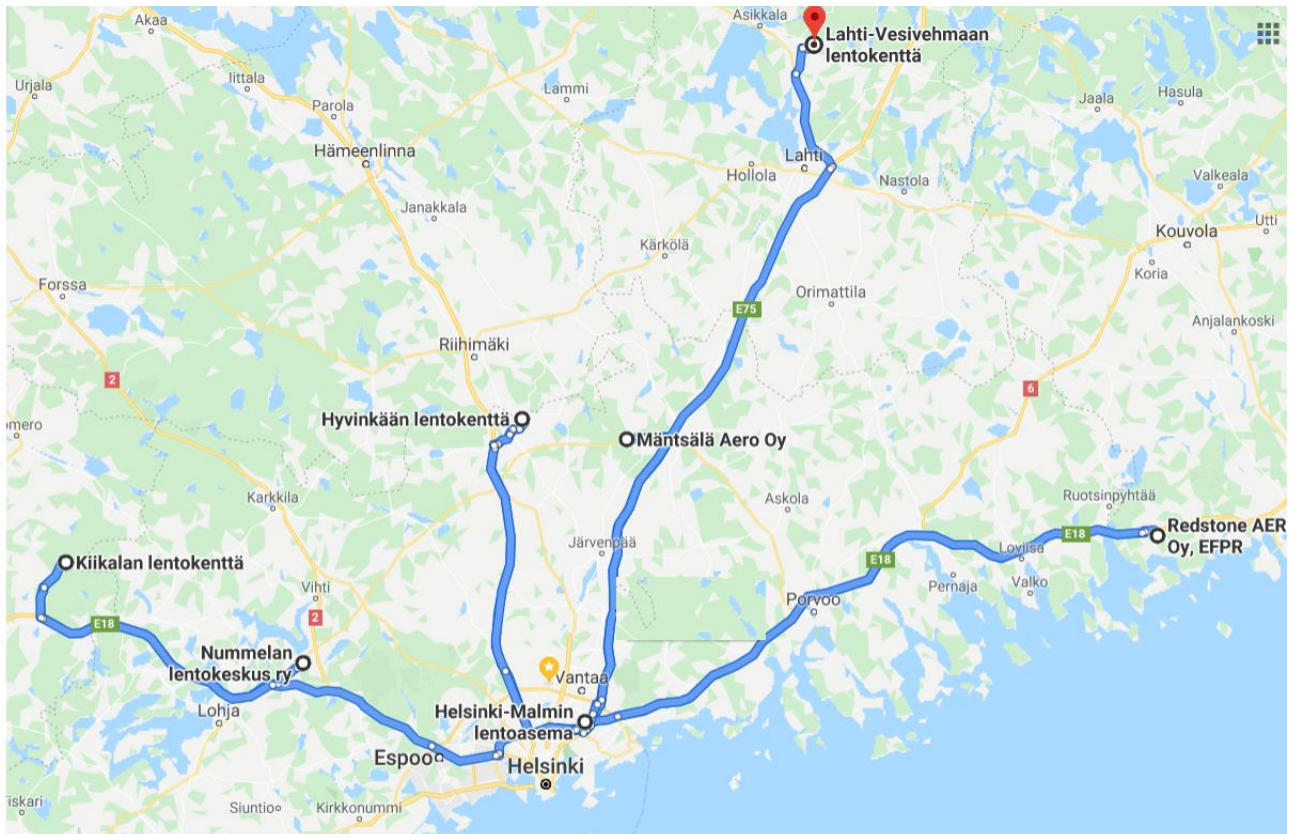 Akaa
Asikkala
Lahti-Vesivehmaan
lentokenttä
Iittala
Urjala
Parola
Lammi
Jaala
Hasula
Hämeenlinna
Lahti
Hollola
Nastola
Valkeala
Janakkala
Utti
Kouvola
Kärkölä
Koria
Forssa
Orimattila
E75
Anjalankoski
Riihimäki
2
6
Hyvinkään lentokenttä
omero
Mäntsälä Aero Oy
Karkkila
Askola
Ruotsinpyhtää
Redstone AER
Oy, EFPR
E18
Järvenpää
Loviisa
Kiikalan lentokenttä
E18
Pernaja
Valko
Vihti
Porvoo
2
E18
Nummelan
lentokeskus ry
Vantaa
Lohja
Helsinki-Malmin
lentoasema
Espoo
Helsinki
Siuntio
Kirkkonummi
iskari